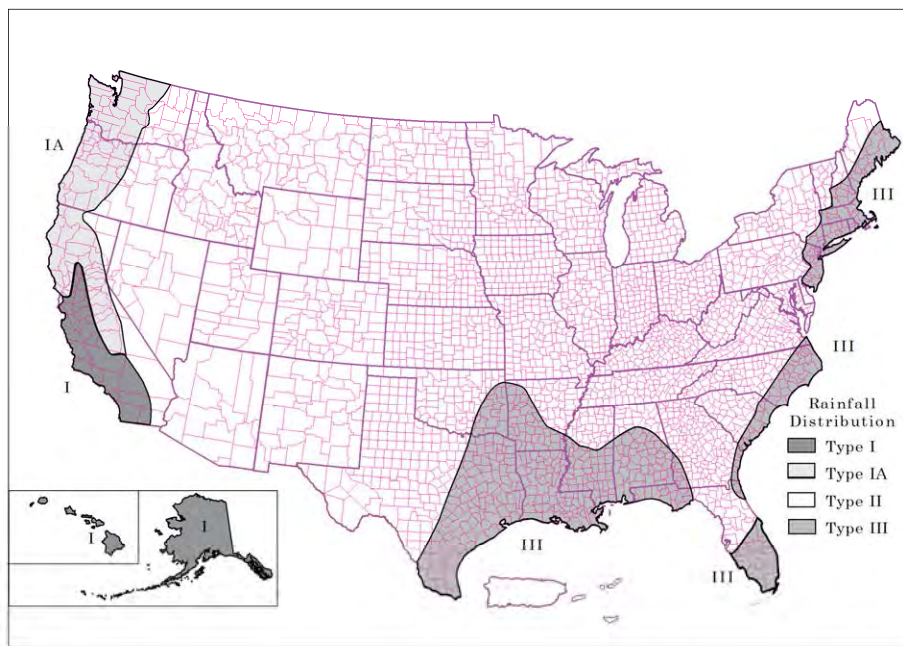 IA
III
III
I
Rainfall
Distribution
Type I
Type IA
Type II
Type III
I
I
III
III